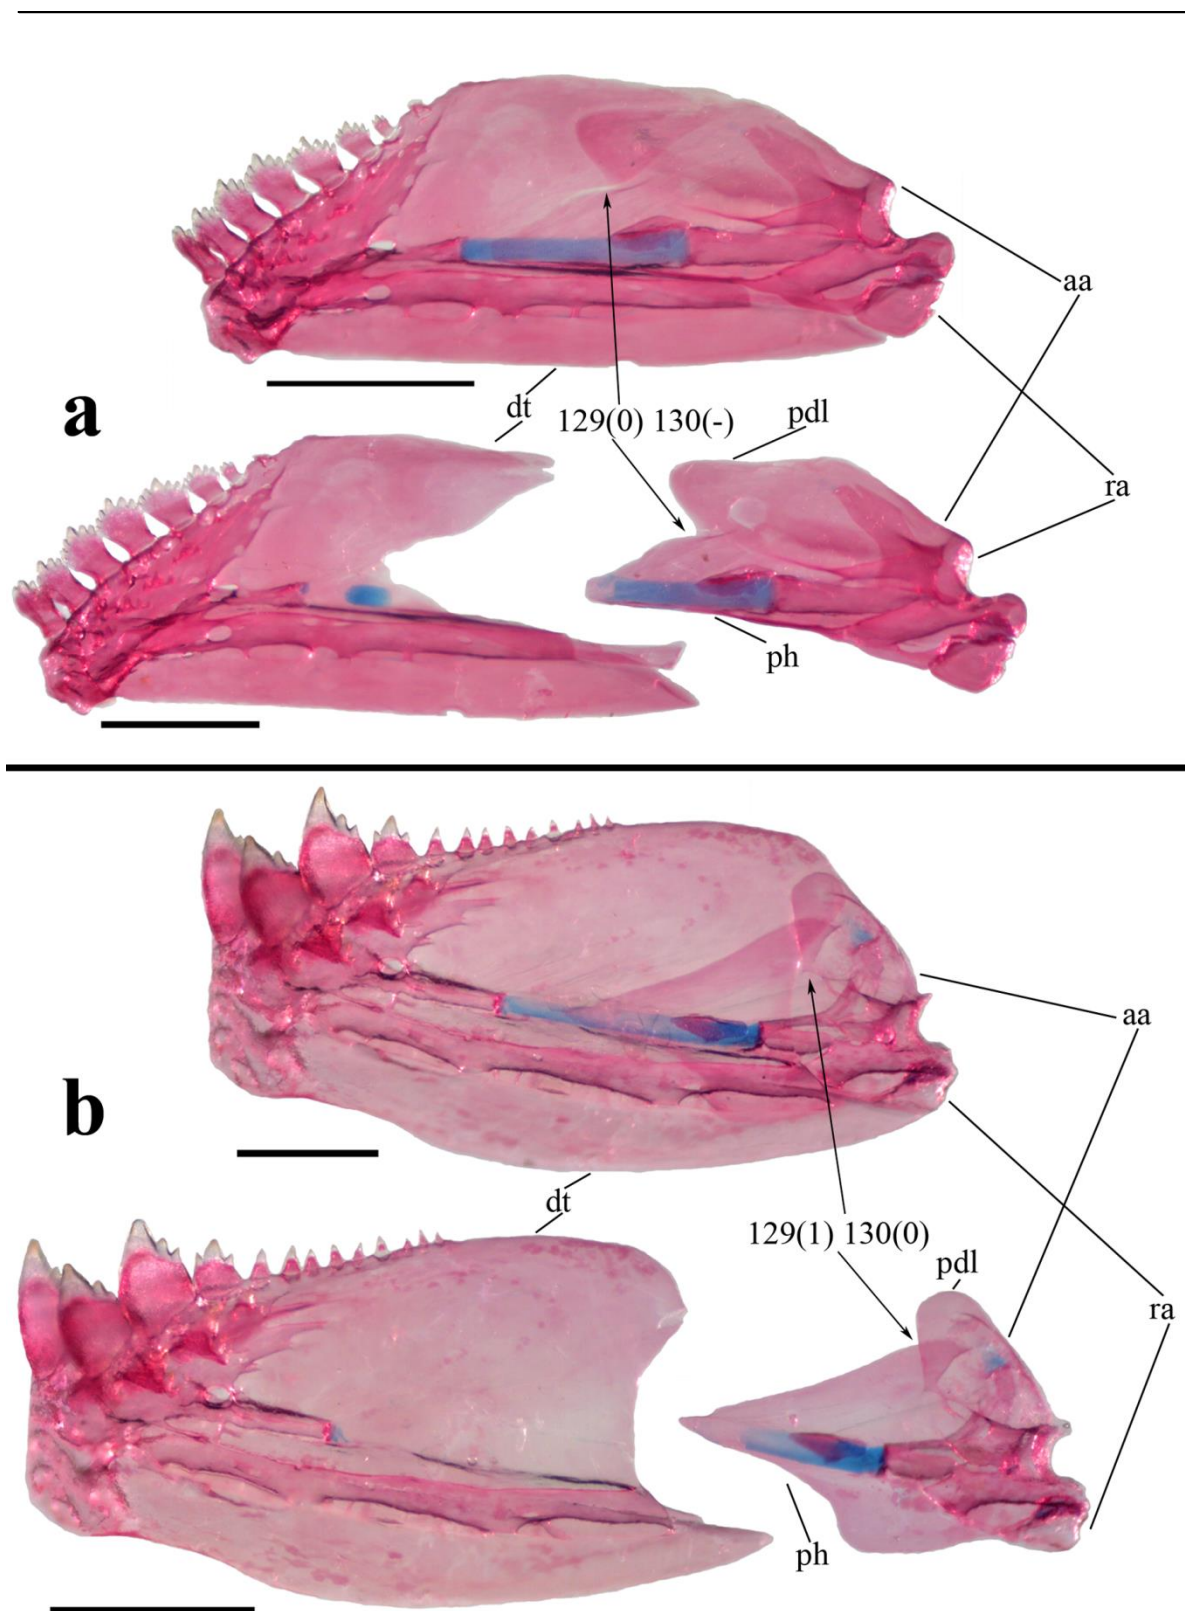 aa
a
dt
129(0) 130(-)
pdl
ra
ph
aa
b
dt
129(1) 130(0)
pdl
ra
ph